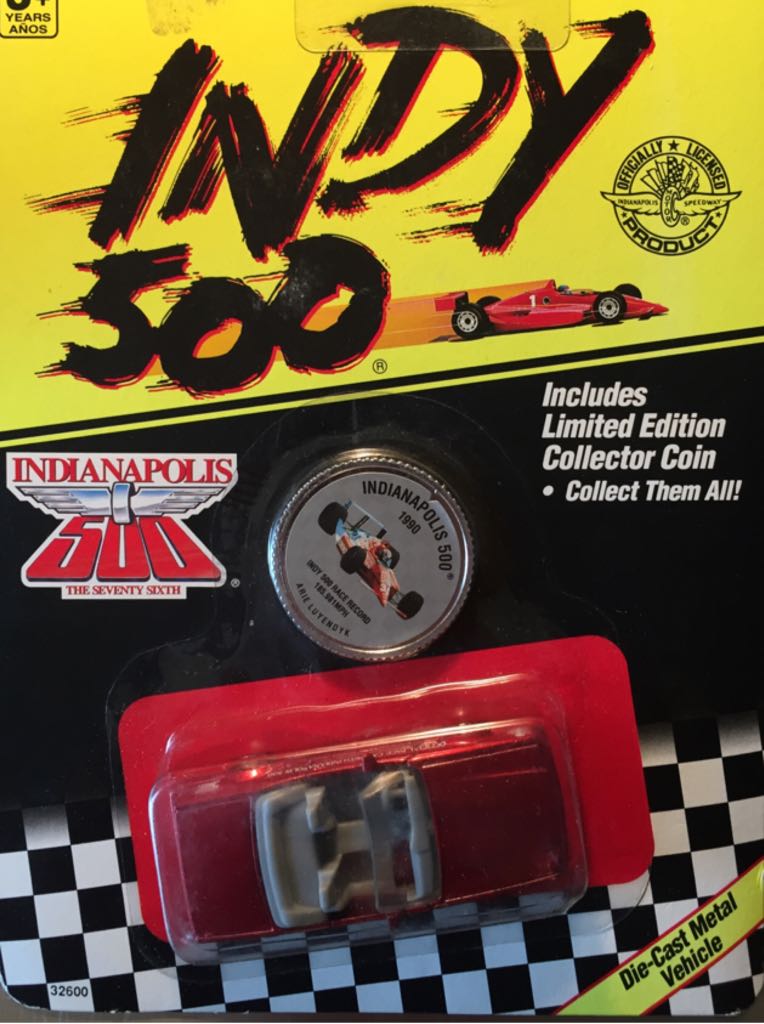 YEARS
AÑOS
INDY
500®
OFFICIALLY ★ LICENSED
INDIANAPOLIS MOTOR SPEEDWAY
★ PRODUCT ★
1
Includes
Limited Edition
Collector Coin
• Collect Them All!
INDIANAPOLIS
500
THE SEVENTY SIXTH
®
INDIANAPOLIS 500®
1990
INDY 500 RACE RECORD
185.981MPH
ARIE LUYENDYK
Die-Cast Metal
Vehicle
32600